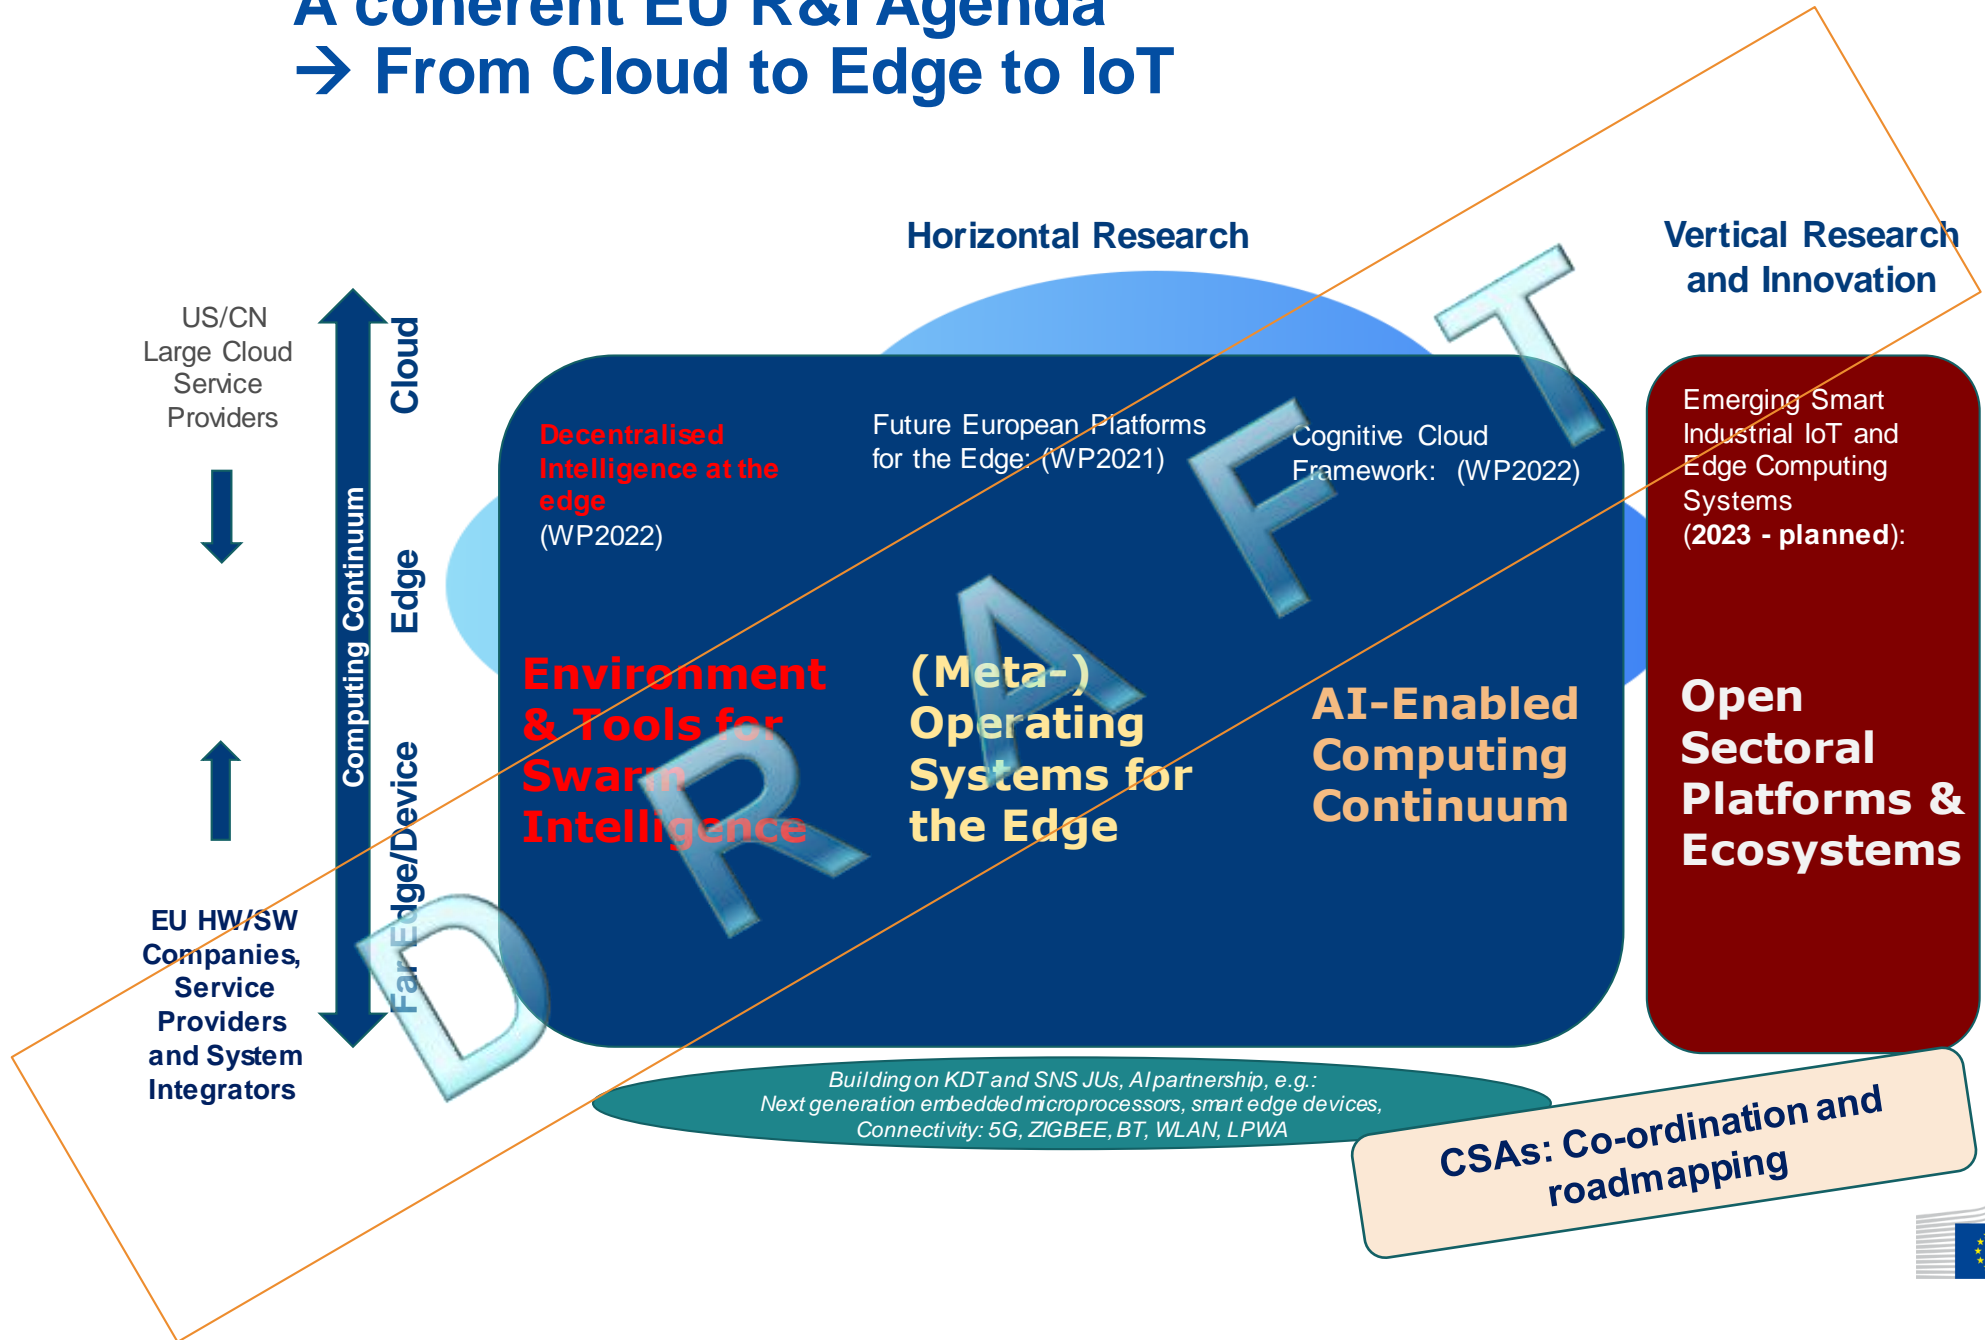 A coherent EU R&I Agenda
→ From Cloud to Edge to IoT
Horizontal Research
Vertical Research
and Innovation
US/CN
Large Cloud
Service
Providers
EU HW/SW
Companies,
Service
Providers
and System
Integrators
Computing Continuum
Cloud
Edge
Far Edge/Device
Decentralised
Intelligence at the
edge
(WP2022)
Future European Platforms
for the Edge: (WP2021)
Cognitive Cloud
Framework: (WP2022)
Environment
& Tools for
Swarm
Intelligence
(Meta-)
Operating
Systems for
the Edge
AI-Enabled
Computing
Continuum
Emerging Smart
Industrial IoT and
Edge Computing
Systems
(2023 - planned):
Open
Sectoral
Platforms &
Ecosystems
Building on KDT and SNS JUs, AI partnership, e.g.:
Next generation embedded microprocessors, smart edge devices,
Connectivity: 5G, ZIGBEE, BT, WLAN, LPWA
CSAs: Co-ordination and
roadmapping
DRAFT